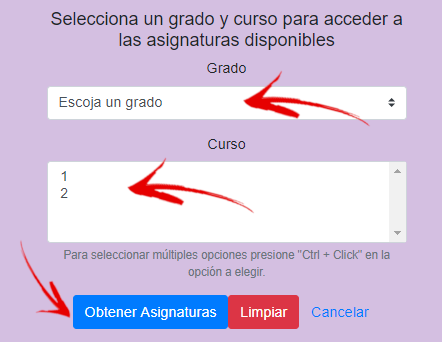 Selecciona un grado y curso para acceder a
las asignaturas disponibles
Grado
Escoja un grado
Curso
1
2
Para seleccionar múltiples opciones presione "Ctrl + Click" en la
opción a elegir.
Obtener Asignaturas Limpiar Cancelar